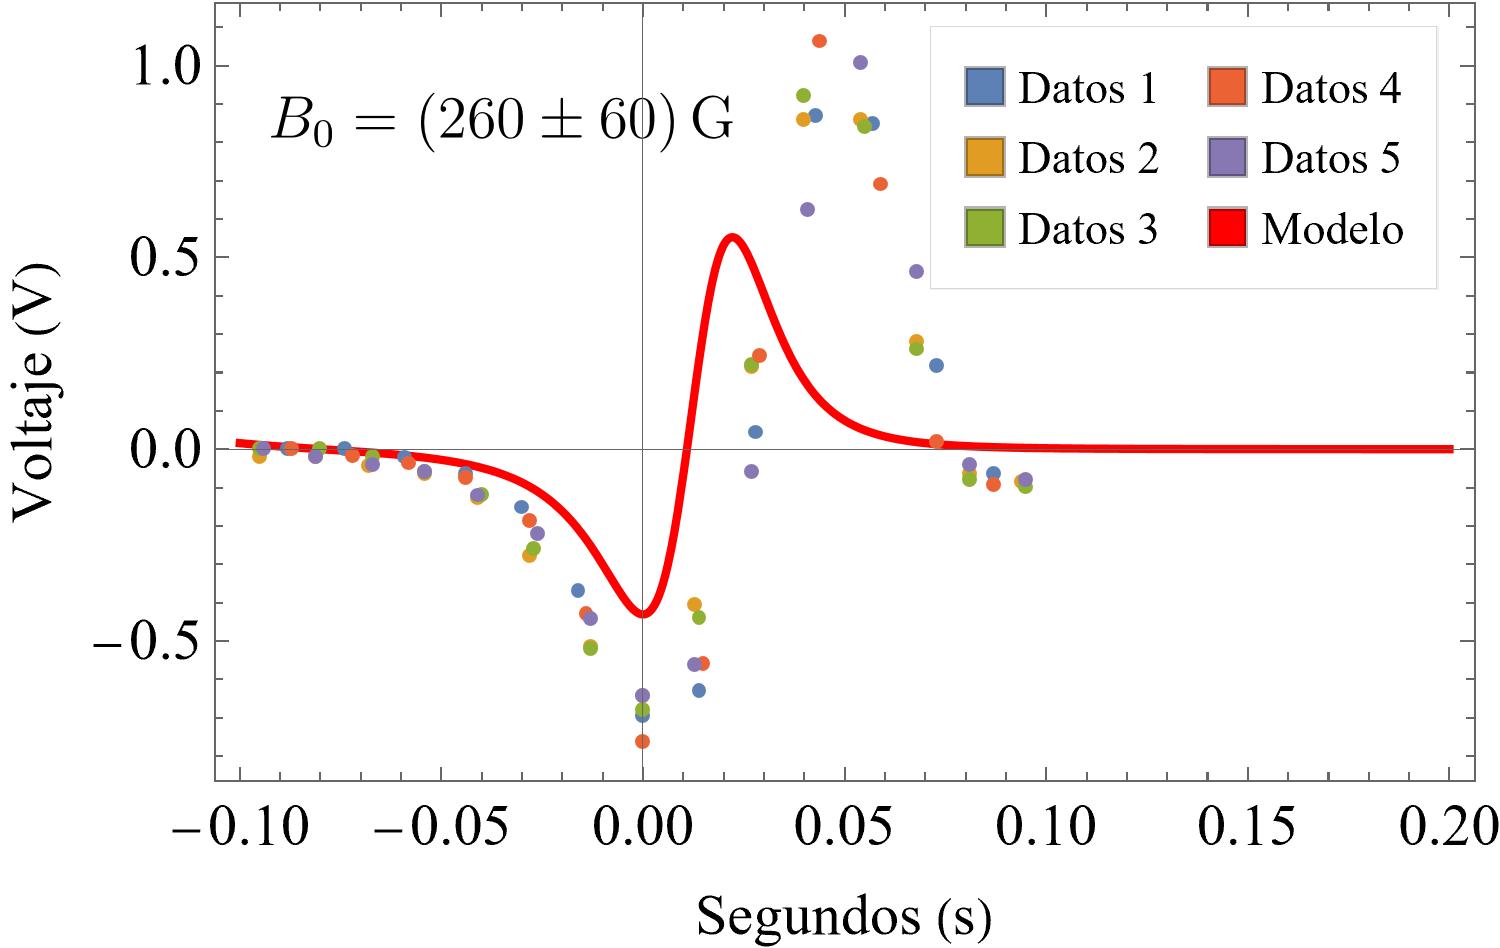 B₀ = (260 ± 60) G
Datos 1
Datos 4
Datos 2
Datos 5
Datos 3
Modelo
1.0
0.5
0.0
−0.5
Voltaje (V)
−0.10 −0.05 0.00 0.05 0.10 0.15 0.20
Segundos (s)